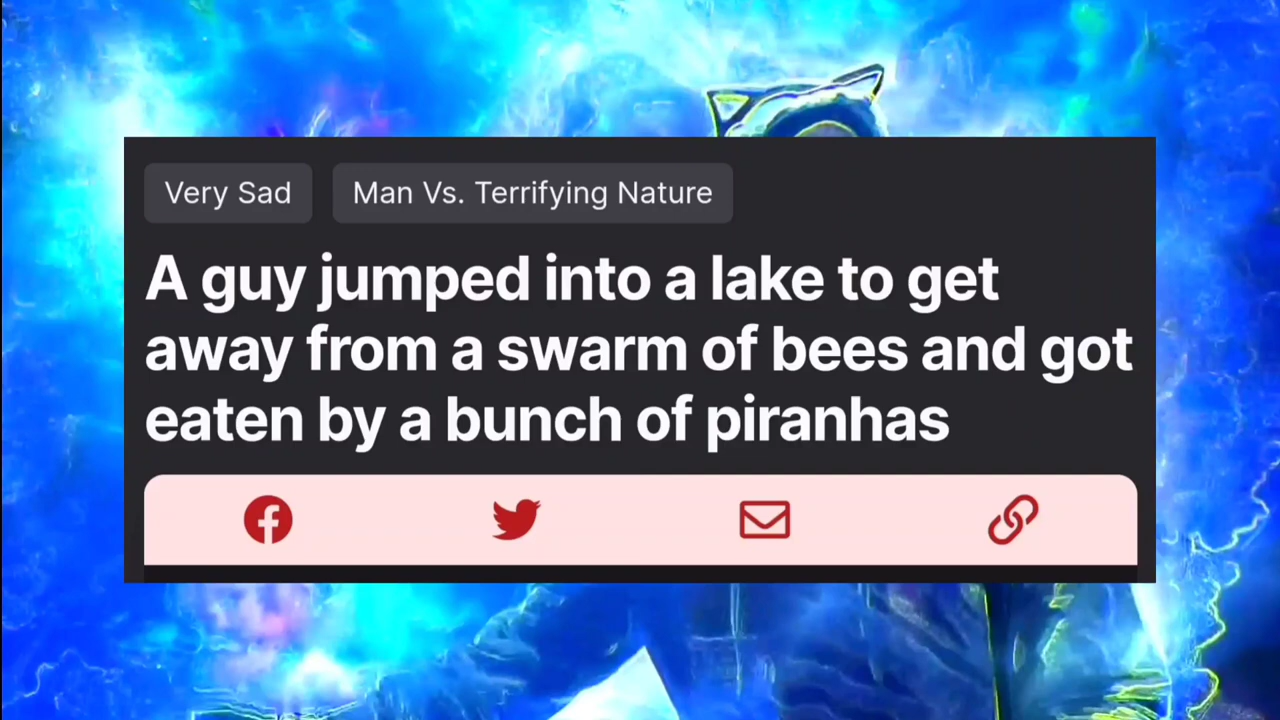 Very Sad
Man Vs. Terrifying Nature
A guy jumped into a lake to get
away from a swarm of bees and got
eaten by a bunch of piranhas